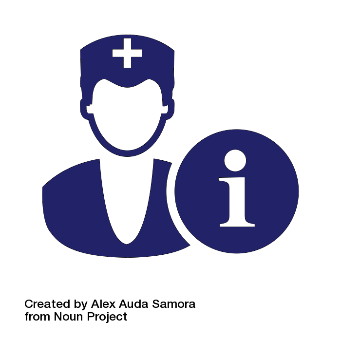 i
Created by Alex Auda Samora
from Noun Project